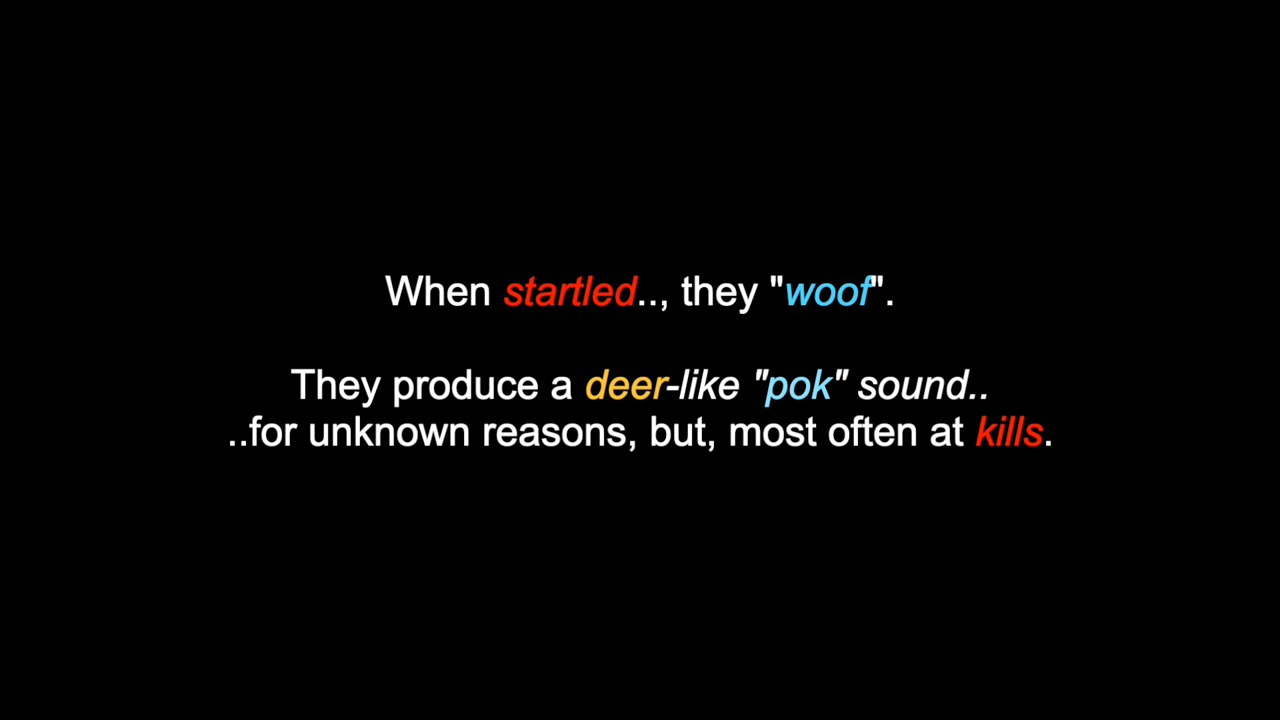 When startled.., they "woof".
They produce a deer-like "pok" sound..
..for unknown reasons, but, most often at kills.